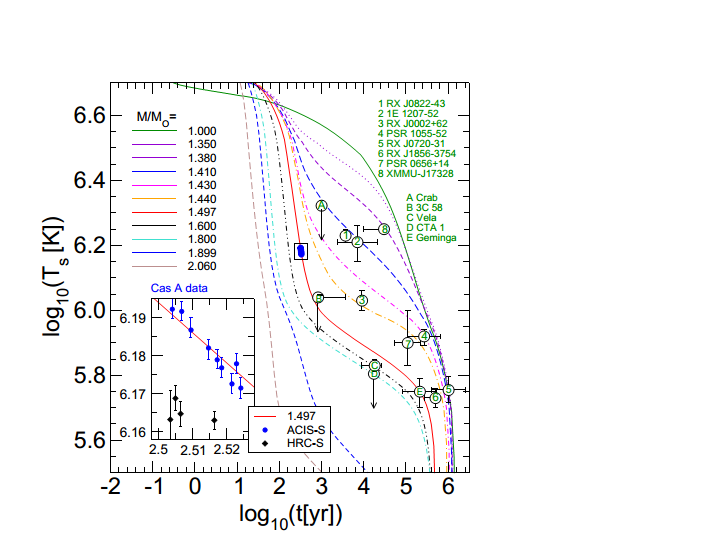 6.6
6.4
6.2
6.0
5.8
5.6
log10(Ts [K])
M/MO=
1.000
1.350
1.380
1.410
1.430
1.440
1.497
1.600
1.800
1.899
2.060
1 RX J0822-43
2 1E 1207-52
3 RX J0002+62
4 PSR 1055-52
5 RX J0720-31
6 RX J1856-3754
7 PSR 0656+14
8 XMMU-J17328
A Crab
B 3C 58
C Vela
D CTA 1
E Geminga
A
1
2
8
B
3
4
7
C
D
E
6
5
Cas A data
6.19
6.18
6.17
6.16
2.5
2.51
2.52
1.497
ACIS-S
HRC-S
-2
-1
0
1
2
3
4
5
6
log10(t[yr])